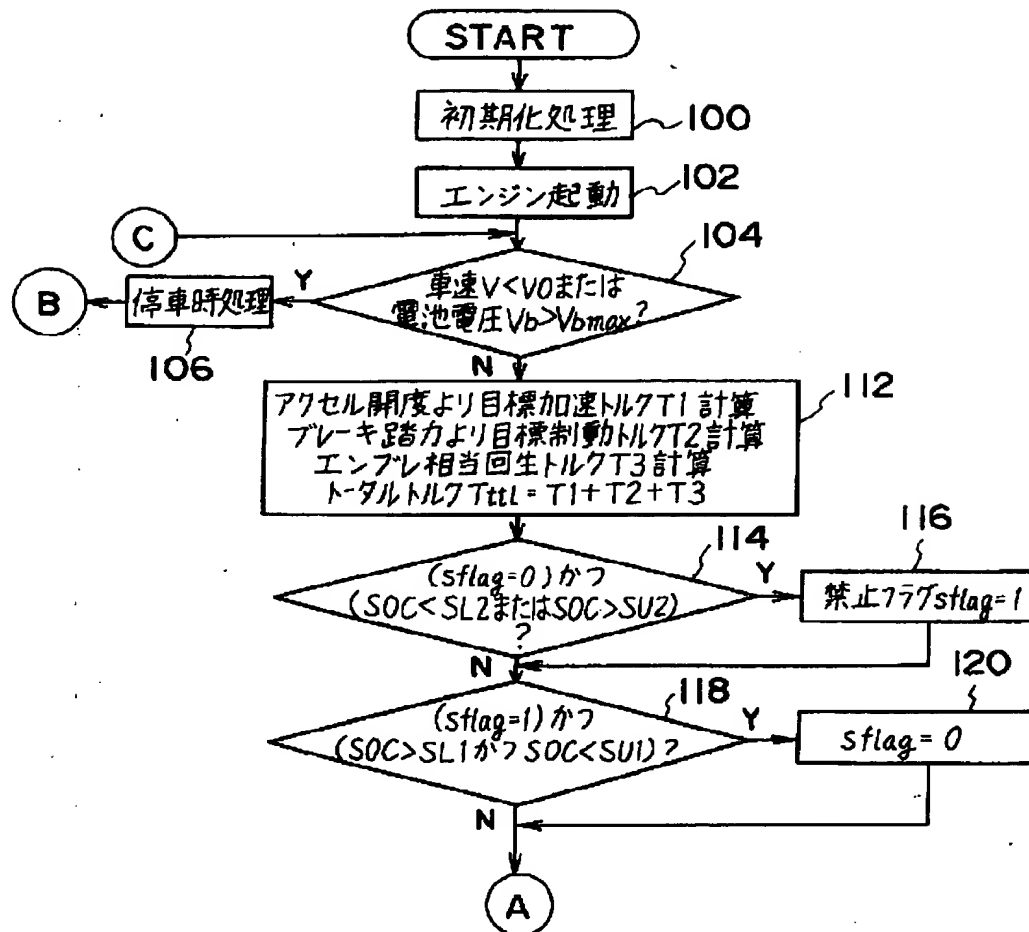 START
初期化処理
100
エンジン起動
102
C
104
車速V<V0または
電池電圧Vb>Vbmax?
Y
停車時処理
B
106
N
112
アクセル開度より目標加速トルクT1計算
ブレーキ踏力より目標制動トルクT2計算
エンブレ相当回生トルクT3計算
トータルトルクTttl=T1+T2+T3
114
116
(sflag=0)かつ
(SOC<SL2またはSOC>SU2)
?
Y
禁止フラグsflag=1
N
118
120
(sflag=1)かつ
(SOC>SL1かつSOC<SU1)?
Y
sflag=0
N
A